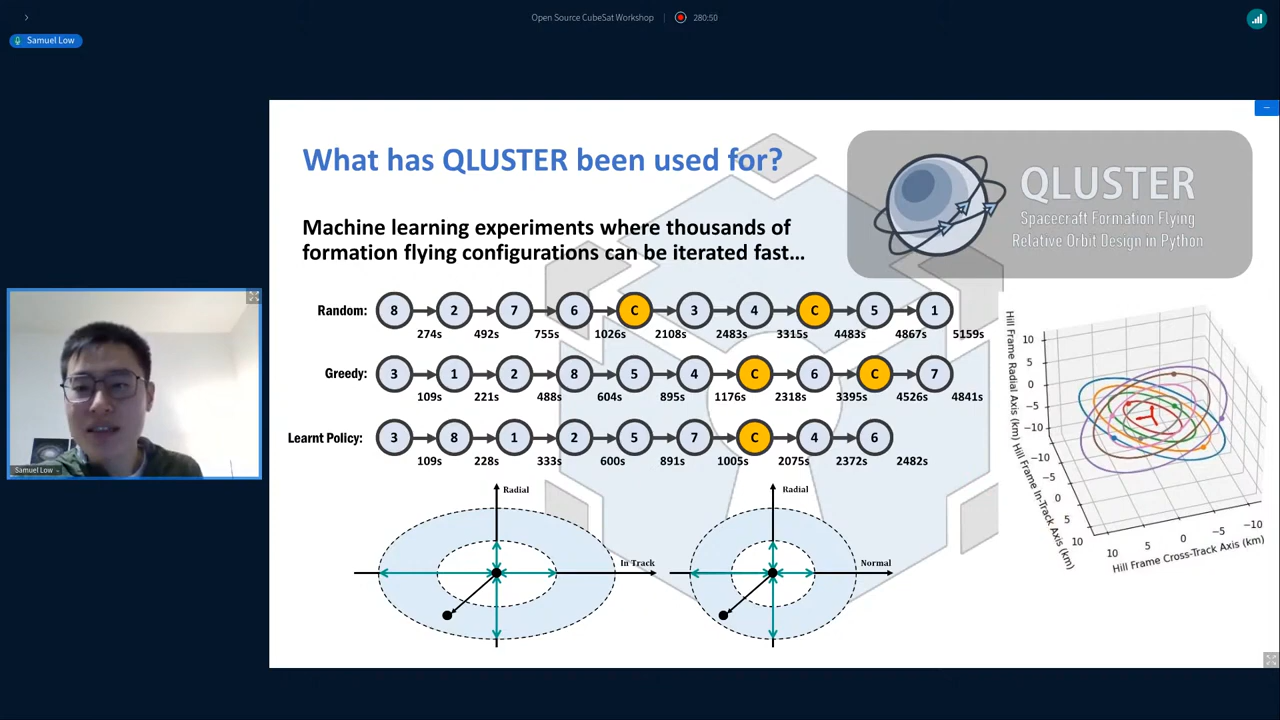 Open Source CubeSat Workshop
280:50
Samuel Low
What has QLUSTER been used for?
QLUSTER
Spacecraft Formation Flying
Relative Orbit Design in Python
Machine learning experiments where thousands of
formation flying configurations can be iterated fast...
Random: 8 2 7 6 C 3 4 C 5 1
274s 492s 755s 1026s 2108s 2483s 3315s 4483s 4867s 5159s
Greedy: 3 1 2 8 5 4 C 6 C 7
109s 221s 488s 604s 895s 1176s 2318s 3395s 4526s 4841s
Learnt Policy: 3 8 1 2 5 7 C 4 6
109s 228s 333s 600s 891s 1005s 2075s 2372s 2482s
Radial
In Track
Radial
Normal
Hill Frame Radial Axis (km)
10
5
0
−5
−10
Hill Frame In-Track Axis (km)
−10
−5
0
5
10
Hill Frame Cross-Track Axis (km)
10
5
0
−5
−10
Samuel Low